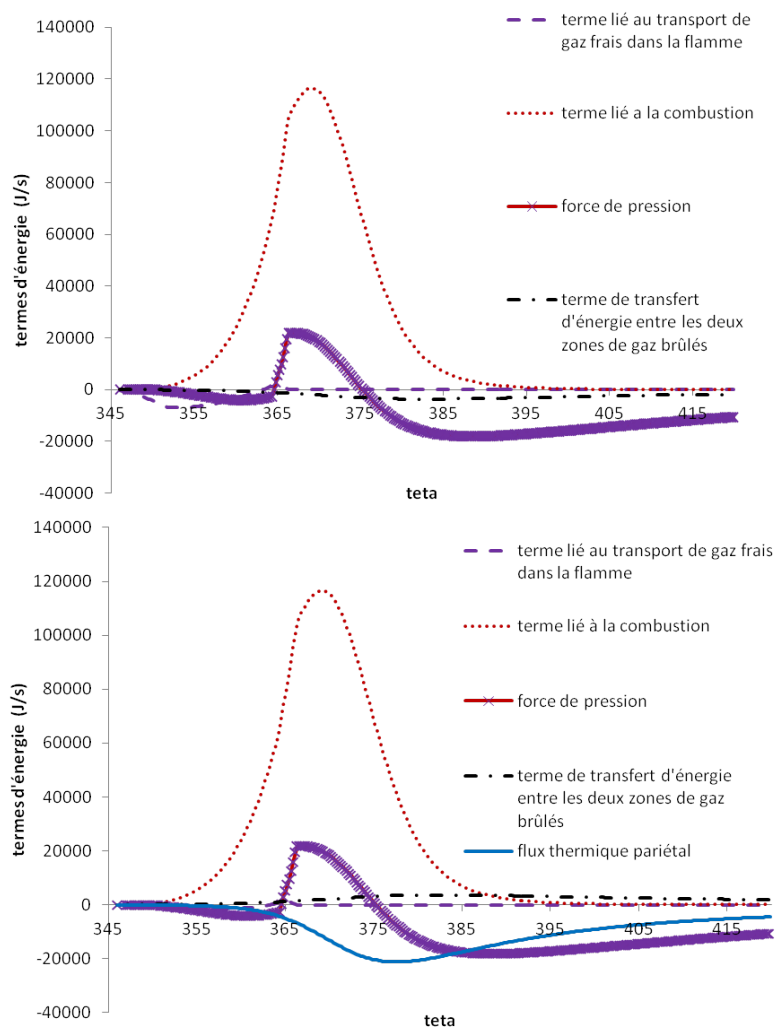 140000
120000
100000
80000
60000
40000
20000
0
-20000
-40000
345
355
365
375
385
395
405
415
termes d'énergie (J/s)
teta
terme lié au transport de
gaz frais dans la flamme
terme lié a la combustion
force de pression
terme de transfert
d'énergie entre les deux
zones de gaz brûlés
140000
120000
100000
80000
60000
40000
20000
0
-20000
-40000
345
355
365
375
385
395
405
415
termes d'énergie (J/s)
teta
terme lié au transport de gaz frais
dans la flamme
terme lié à la combustion
force de pression
terme de transfert d'énergie
entre les deux zones de gaz
brûlés
flux thermique pariétal